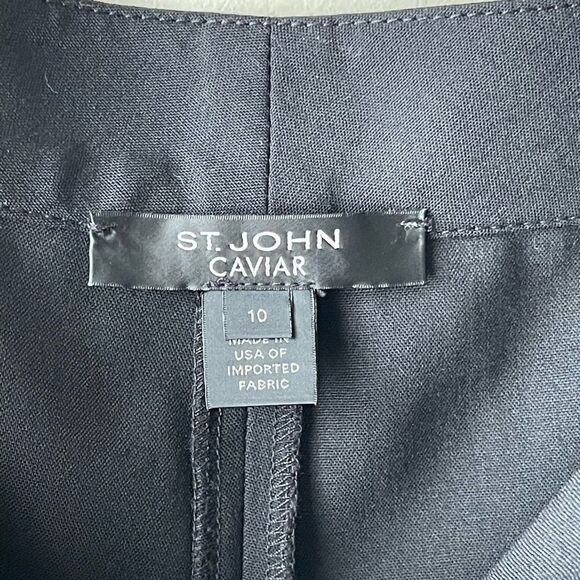 ST. JOHN
CAVIAR
10
MADE IN
USA OF
IMPORTED
FABRIC